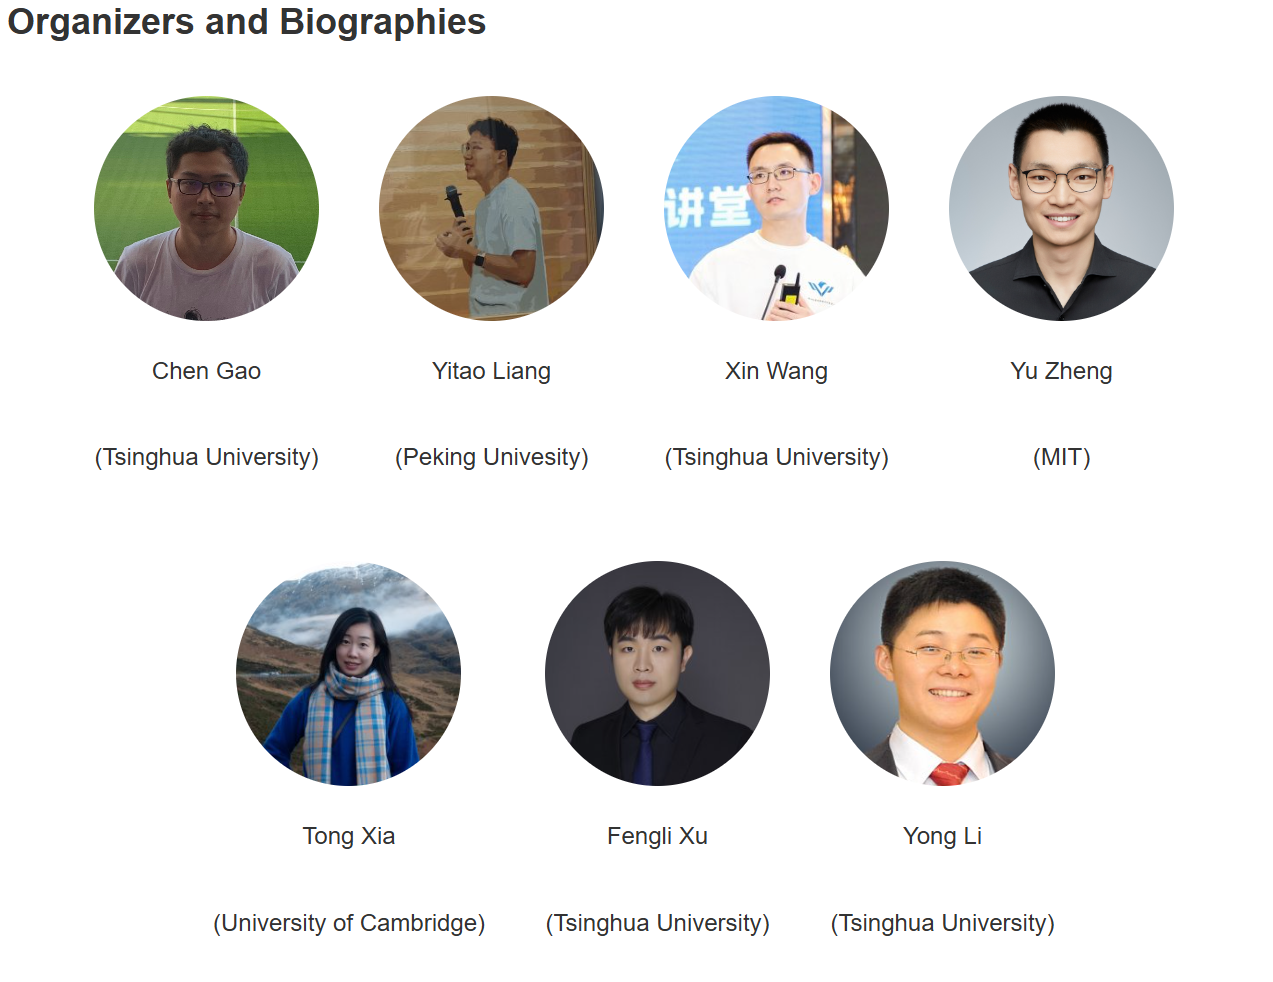 Organizers and Biographies
讲堂
Chen Gao
Yitao Liang
Xin Wang
Yu Zheng
(Tsinghua University)
(Peking Univesity)
(Tsinghua University)
(MIT)
Tong Xia
Fengli Xu
Yong Li
(University of Cambridge)
(Tsinghua University)
(Tsinghua University)